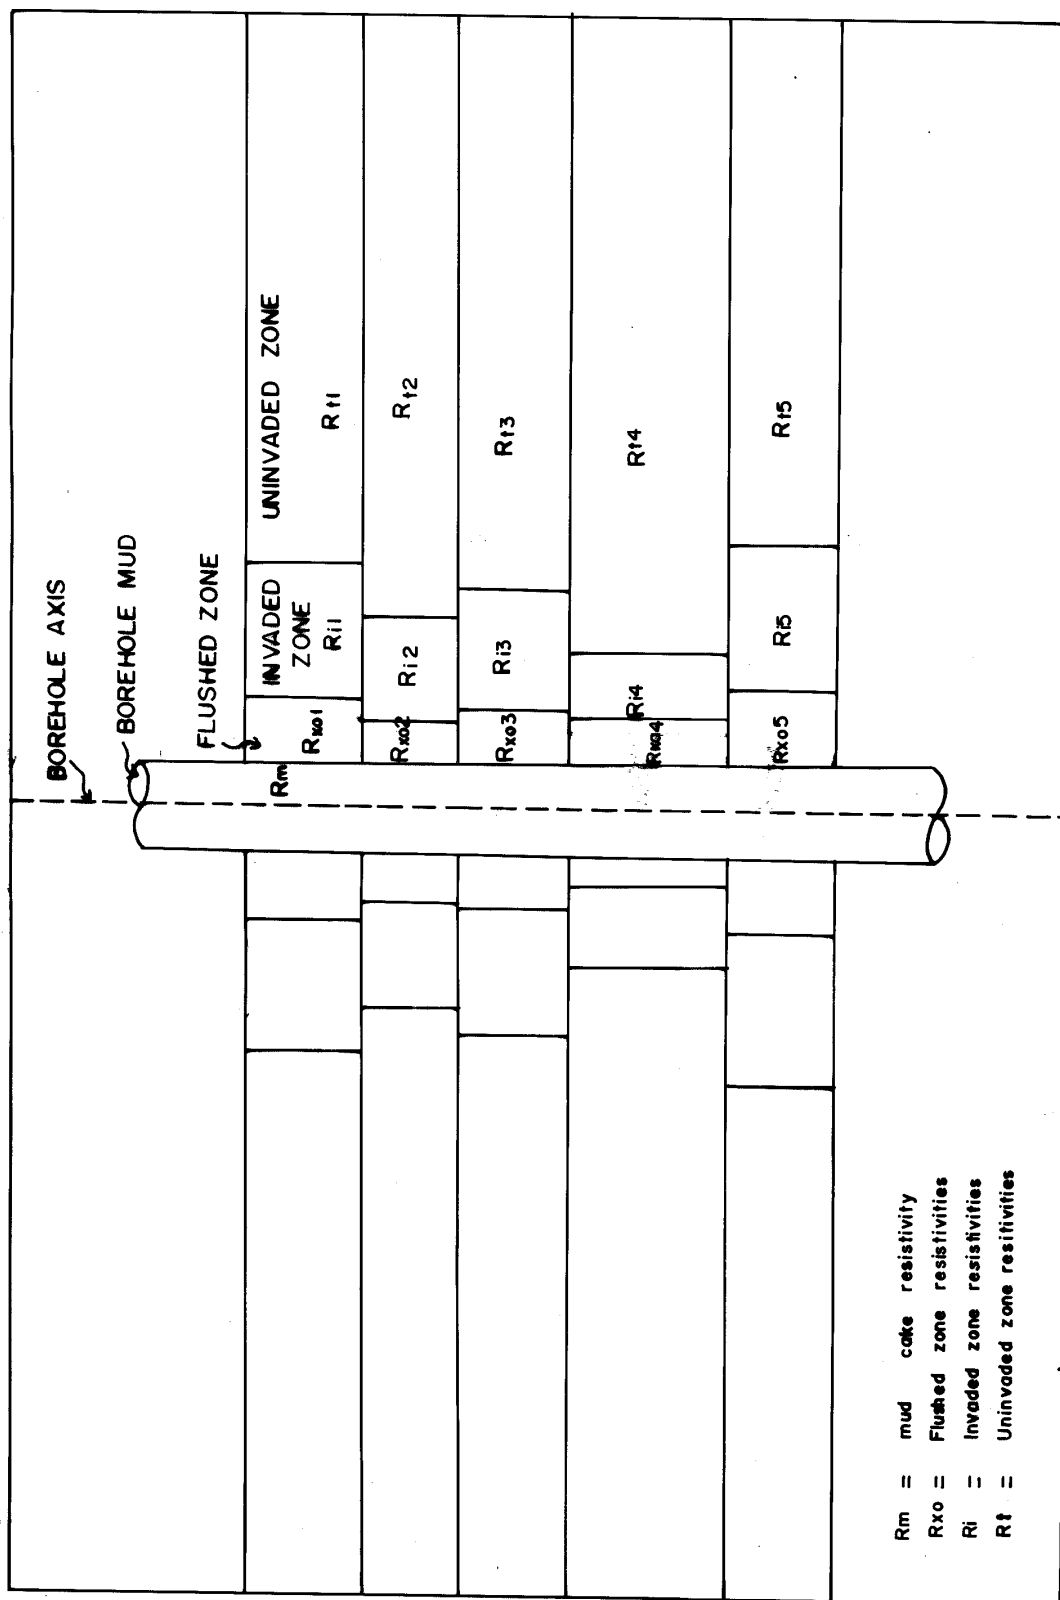 BOREHOLE AXIS
BOREHOLE MUD
FLUSHED ZONE
INVADED
ZONE
UNINVADED ZONE
Rm
Rxo1
Ri1
Rt1
Rxo2
Ri2
Rt2
Rxo3
Ri3
Rt3
Rxo4
Ri4
Rt4
Rxo5
Ri5
Rt5
Rm = mud cake resistivity
Rxo = Flushed zone resistivities
Ri = Invaded zone resistivities
Rt = Uninvaded zone resitivities